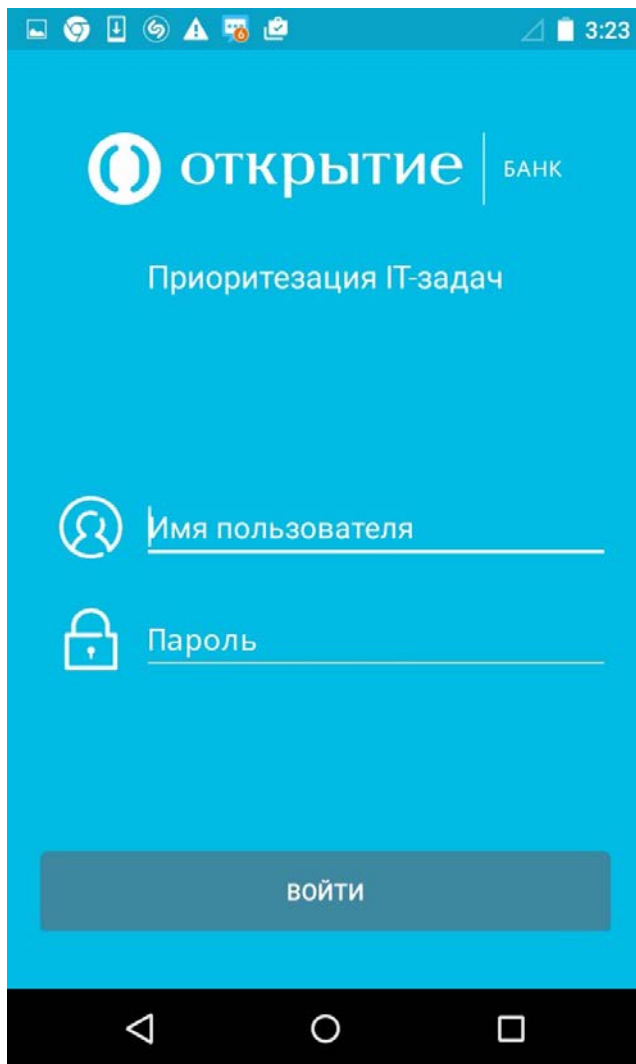 3:23
открытие БАНК
Приоритезация IT-задач
Имя пользователя
Пароль
ВОЙТИ